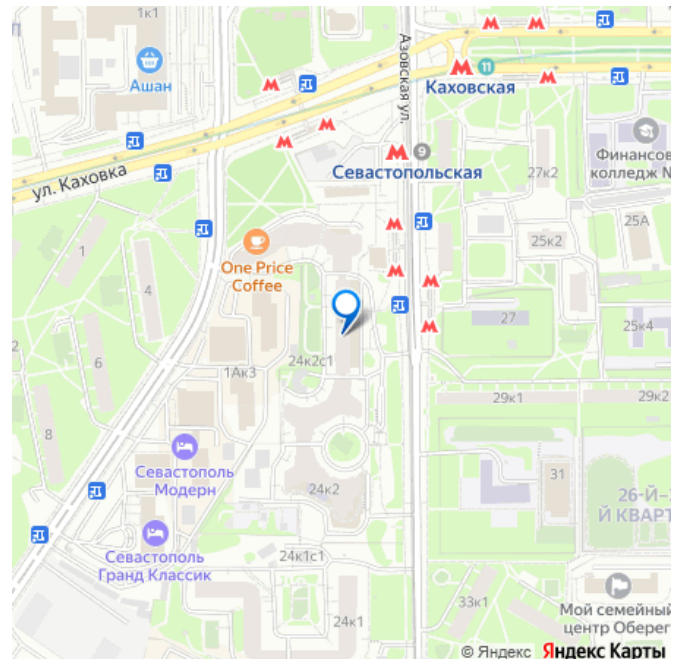 1к1
Ашан
Азовская ул.
11
Каховская
9
Севастопольская
ул. Каховка
Финансов
колледж №
27к2
25А
25к2
1
4
One Price
Coffee
27
25к4
2
6
1Ак3
24к2с1
29к1
29к2
8
Севастополь
Модерн
31
24к2
26-Й-
Й КВАРТ
Севастополь
Гранд Классик
24к1с1
33к1
Мой семейный
центр Оберег
24к1
© Яндекс Яндекс Карты